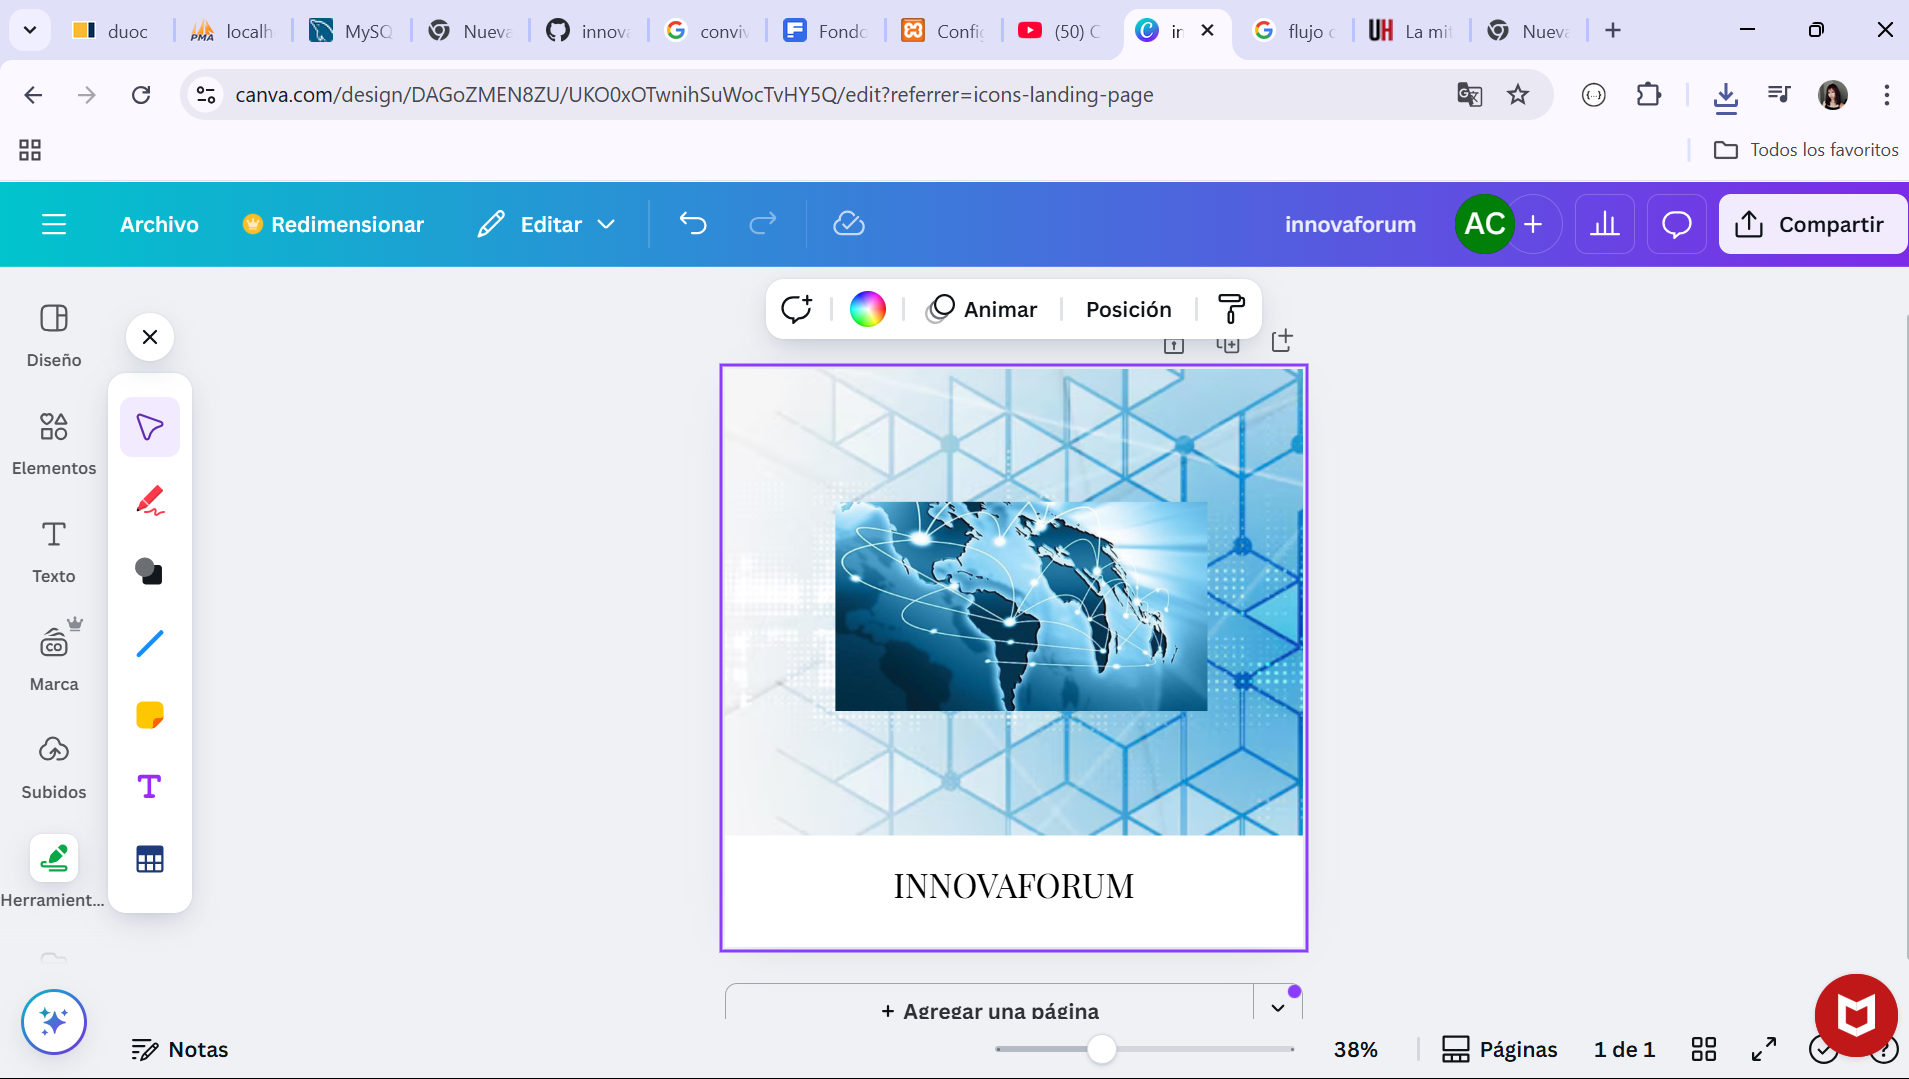 duoc
localh
MySQ
Nueva
innova
conviv
Fondo
Config
(50) C
in
flujo d
La mit
Nueva
canva.com/design/DAGoZMEN8ZU/UKO0xOTwnihSuWocTvHY5Q/edit?referrer=icons-landing-page
Todos los favoritos
Archivo
Redimensionar
Editar
innovaforum
AC
Compartir
Animar
Posición
Diseño
Elementos
Texto
CO
Marca
Subidos
Herramient...
INNOVAFORUM
+ Agregar una página
Notas
38%
Páginas
1 de 1